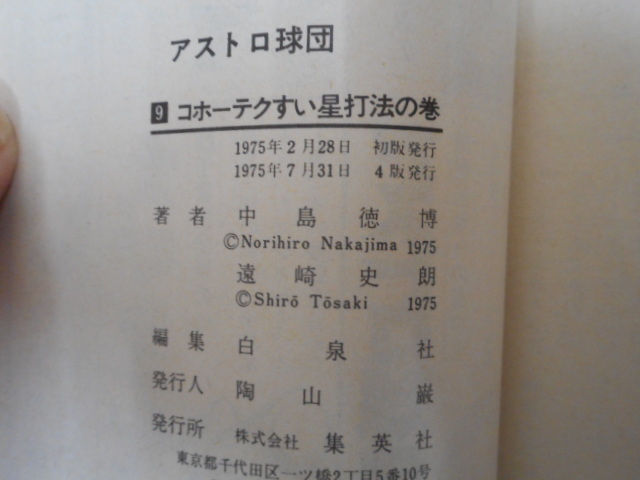 アストロ球団
9 コホーテクすい星打法の巻
1975年2月28日 初版発行
1975年7月31日 4版発行
著者 中島徳博
©Norihiro Nakajima 1975
遠崎史朗
©Shirō Tōsaki 1975
編集 白泉社
発行人 陶山巌
発行所 株式会社 集英社
東京都千代田区一ツ橋2丁目5番10号